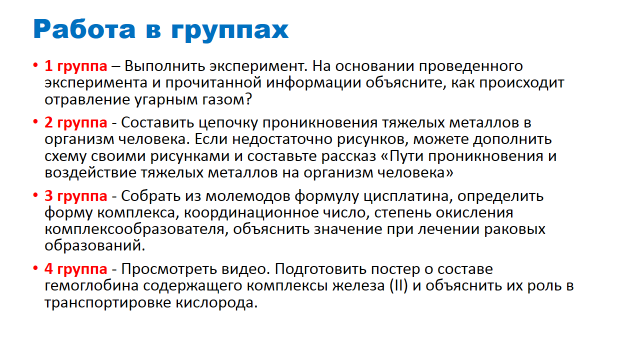 Работа в группах
• 1 группа – Выполнить эксперимент. На основании проведенного
эксперимента и прочитанной информации объясните, как происходит
отравление угарным газом?
• 2 группа - Составить цепочку проникновения тяжелых металлов в
организм человека. Если недостаточно рисунков, можете дополнить
схему своими рисунками и составьте рассказ «Пути проникновения и
воздействие тяжелых металлов на организм человека»
• 3 группа - Собрать из молемодов формулу цисплатина, определить
форму комплекса, координационное число, степень окисления
комплексообразователя, объяснить значение при лечении раковых
образований.
• 4 группа - Просмотреть видео. Подготовить постер о составе
гемоглобина содержащего комплексы железа (II) и объяснить их роль в
транспортировке кислорода.